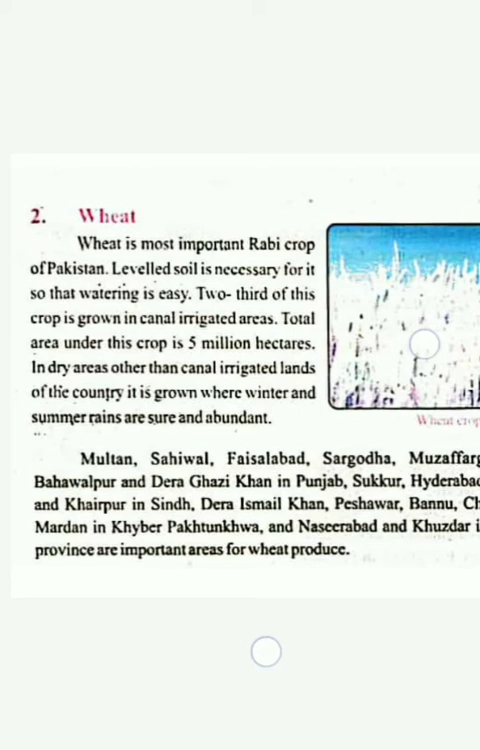 2. Wheat
Wheat is most important Rabi crop
of Pakistan. Levelled soil is necessary for it
so that watering is easy. Two- third of this
crop is grown in canal irrigated areas. Total
area under this crop is 5 million hectares.
In dry areas other than canal irrigated lands
of the country it is grown where winter and
summer rains are sure and abundant.
Wheat crop
Multan, Sahiwal, Faisalabad, Sargodha,
Bahawalpur and Dera Ghazi Khan in Punjab, Sukkur,
and Khairpur in Sindh, Dera Ismail Khan, Peshawar, Bannu,
Mardan in Khyber Pakhtunkhwa, and Naseerabad and Khuzdar
province are important areas for wheat produce.